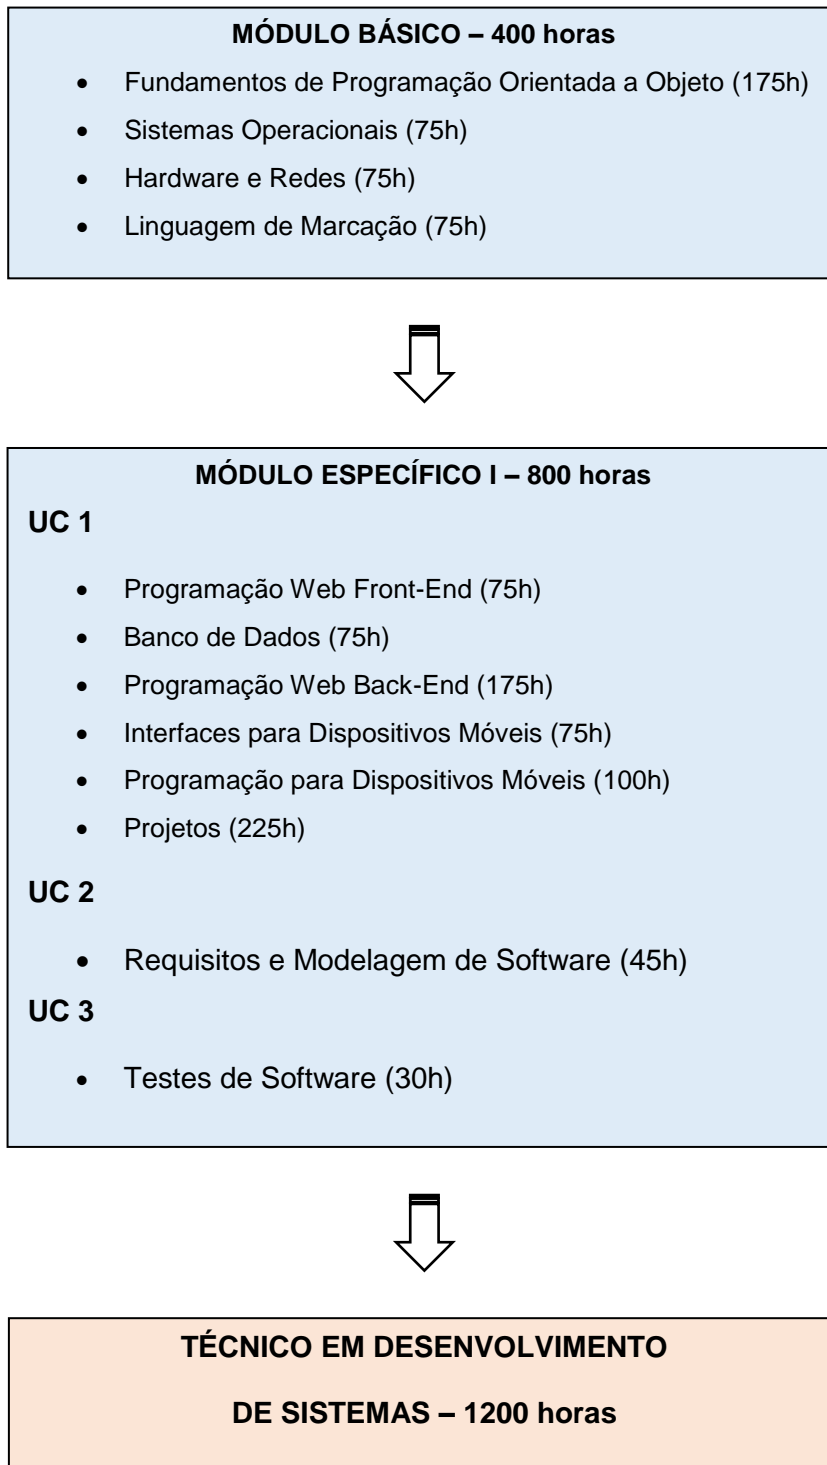 MÓDULO BÁSICO – 400 horas
• Fundamentos de Programação Orientada a Objeto (175h)
• Sistemas Operacionais (75h)
• Hardware e Redes (75h)
• Linguagem de Marcação (75h)
MÓDULO ESPECÍFICO I – 800 horas
UC 1
• Programação Web Front-End (75h)
• Banco de Dados (75h)
• Programação Web Back-End (175h)
• Interfaces para Dispositivos Móveis (75h)
• Programação para Dispositivos Móveis (100h)
• Projetos (225h)
UC 2
• Requisitos e Modelagem de Software (45h)
UC 3
• Testes de Software (30h)
TÉCNICO EM DESENVOLVIMENTO
DE SISTEMAS – 1200 horas